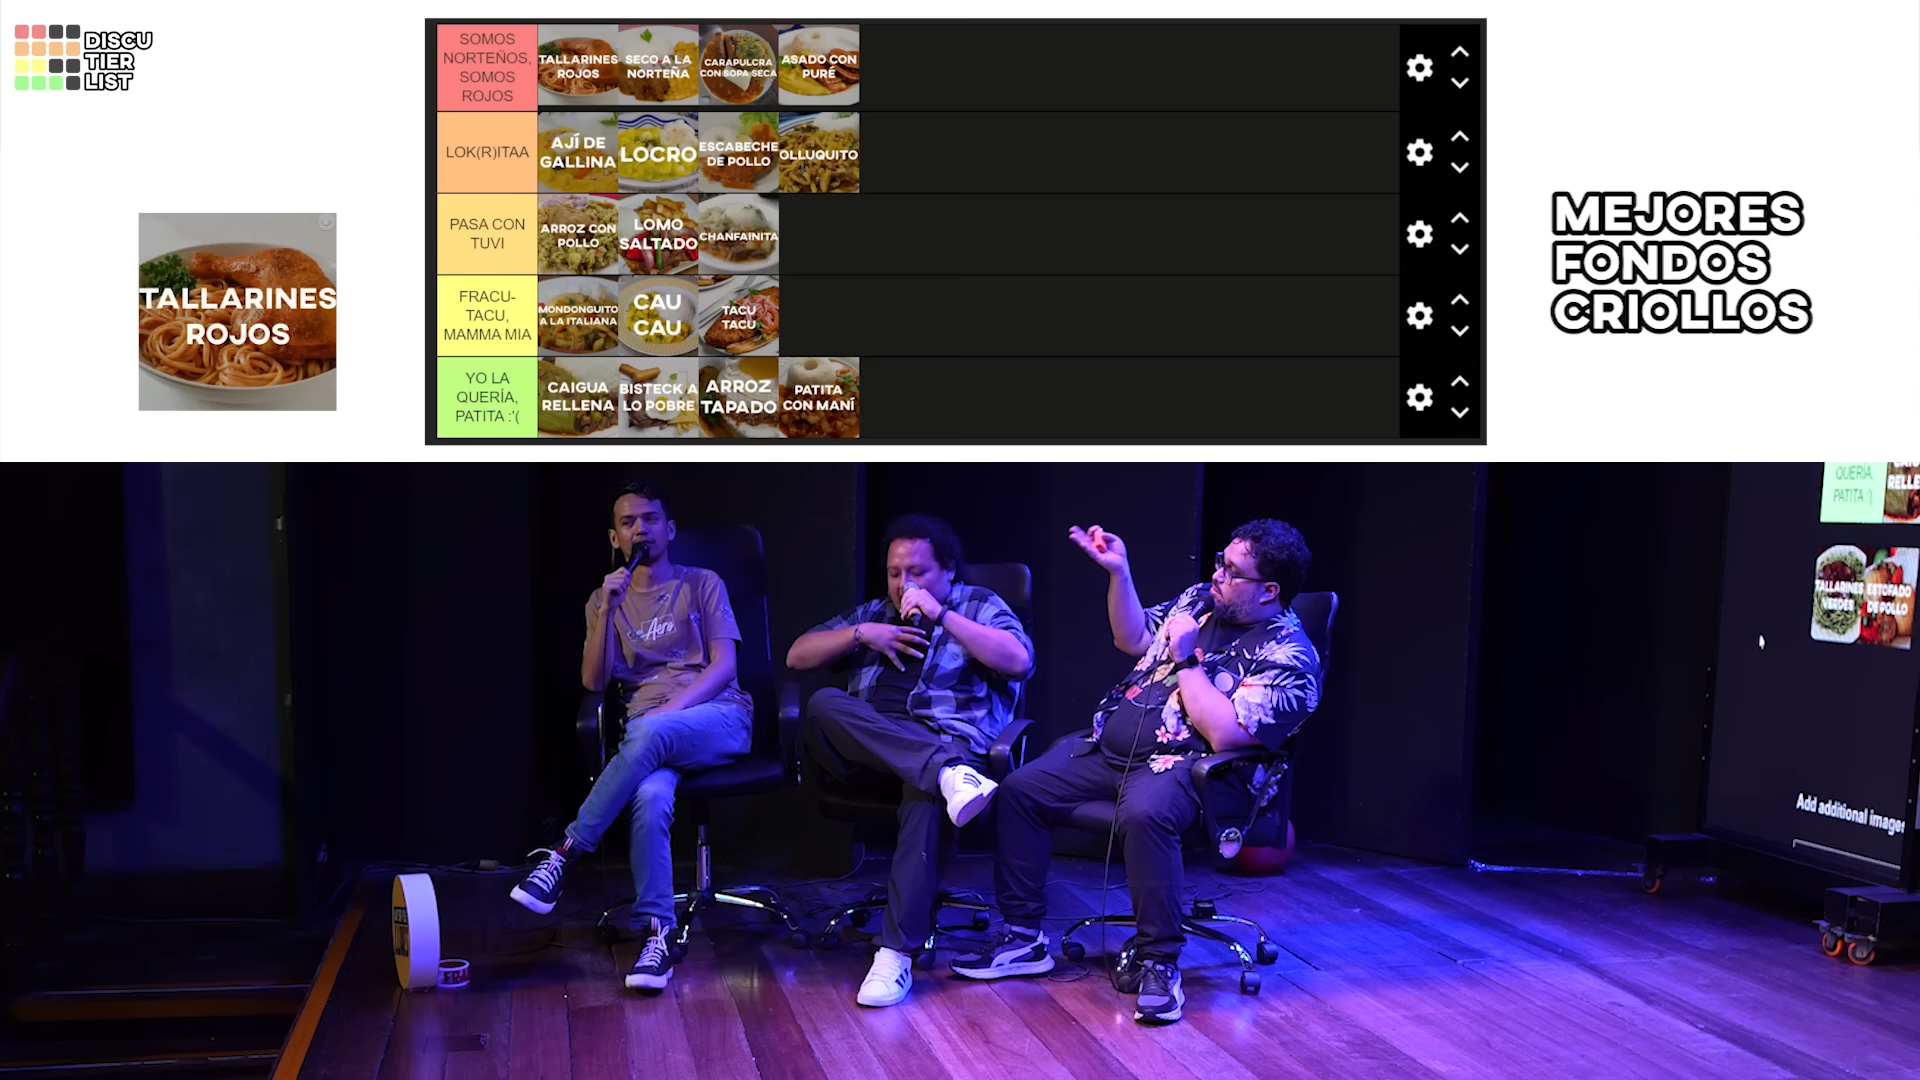 DISCU
TIER
LIST
TALLARINES
ROJOS
SOMOS
NORTEÑOS,
SOMOS
ROJOS
TALLARINES
ROJOS
SECO A LA
NORTEÑA
CARAPULCRA
CON SOPA SECA
ASADO CON
PURÉ
LOK(R)ITAA
AJÍ DE
GALLINA
LOCRO
ESCABECHE
DE POLLO
OLLUQUITO
PASA CON
TUVI
ARROZ CON
POLLO
LOMO
SALTADO
CHANFAINITA
FRACU-
TACU,
MAMMA MIA
MONDONGUITO
A LA ITALIANA
CAU
CAU
TACU
TACU
YO LA
QUERÍA,
PATITA :'(
CAIGUA
RELLENA
BISTECK A
LO POBRE
ARROZ
TAPADO
PATITA
CON MANÍ
MEJORES
FONDOS
CRIOLLOS
QUERÍA,
PATITA :'(
RELLE
TALLARINES
VERDES
ESTOFADO
DE POLLO
Add additional images
Aero